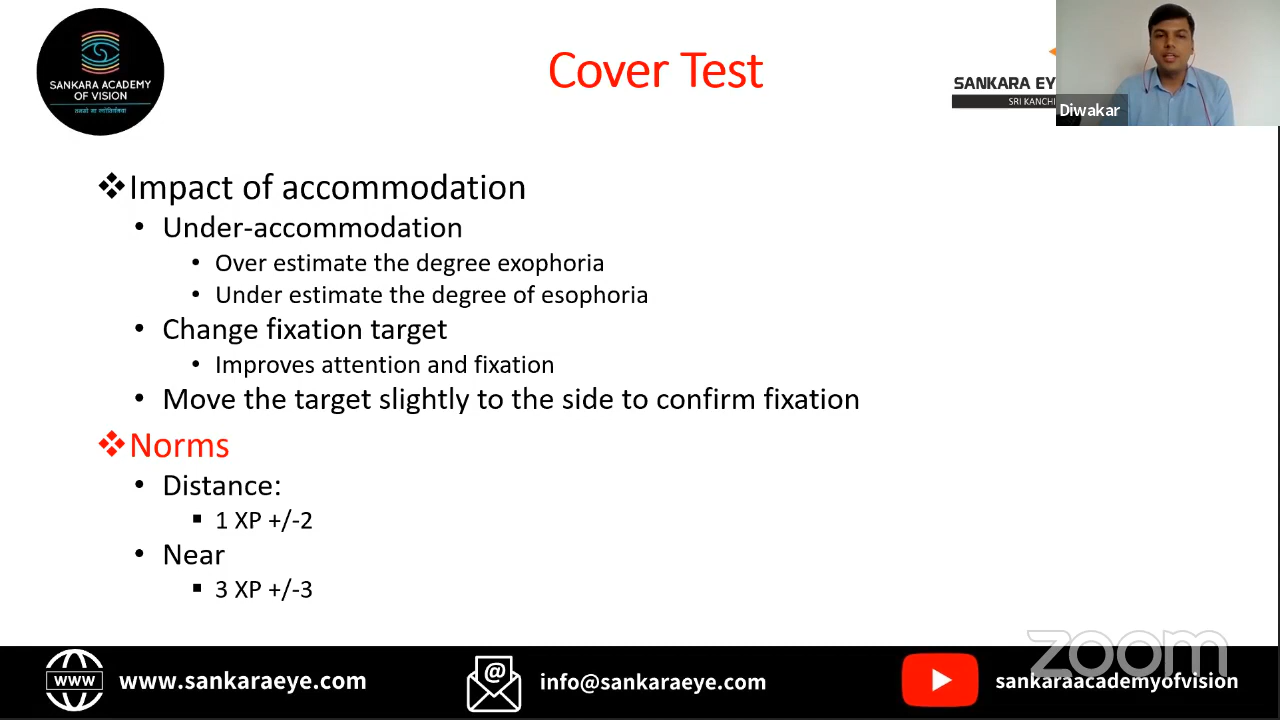 SANKARA ACADEMY
OF VISION
तमसो मा ज्योतिर्गमय
Cover Test
SANKARA EY
SRI KANCHI
Diwakar
❖Impact of accommodation
• Under-accommodation
• Over estimate the degree exophoria
• Under estimate the degree of esophoria
• Change fixation target
• Improves attention and fixation
• Move the target slightly to the side to confirm fixation
❖Norms
• Distance:
▪ 1 XP +/-2
• Near
▪ 3 XP +/-3
zoom
WWW
www.sankaraeye.com
@
info@sankaraeye.com
sankaraacademyofvision